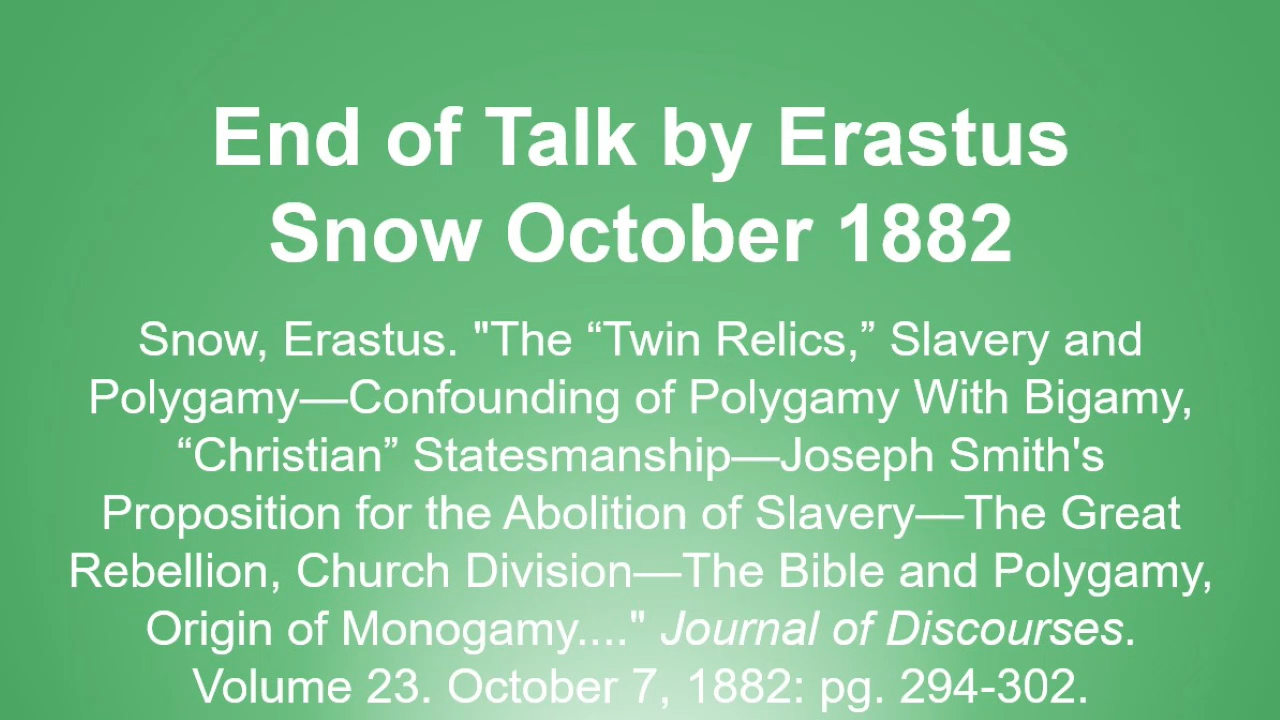 End of Talk by Erastus
Snow October 1882
Snow, Erastus. "The “Twin Relics,” Slavery and
Polygamy—Confounding of Polygamy With Bigamy,
“Christian” Statesmanship—Joseph Smith's
Proposition for the Abolition of Slavery—The Great
Rebellion, Church Division—The Bible and Polygamy,
Origin of Monogamy...." Journal of Discourses.
Volume 23. October 7, 1882: pg. 294-302.